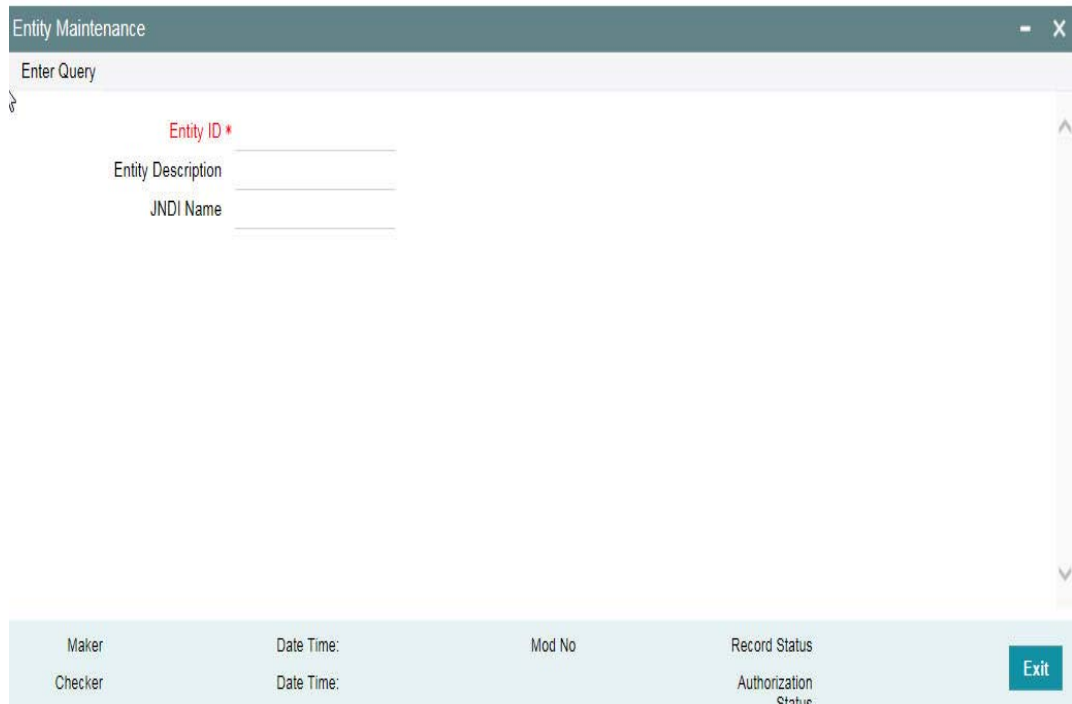 Entity Maintenance
Enter Query
Entity ID *
Entity Description
JNDI Name
Maker Date Time: Mod No Record Status
Exit
Checker Date Time: Authorization
Status